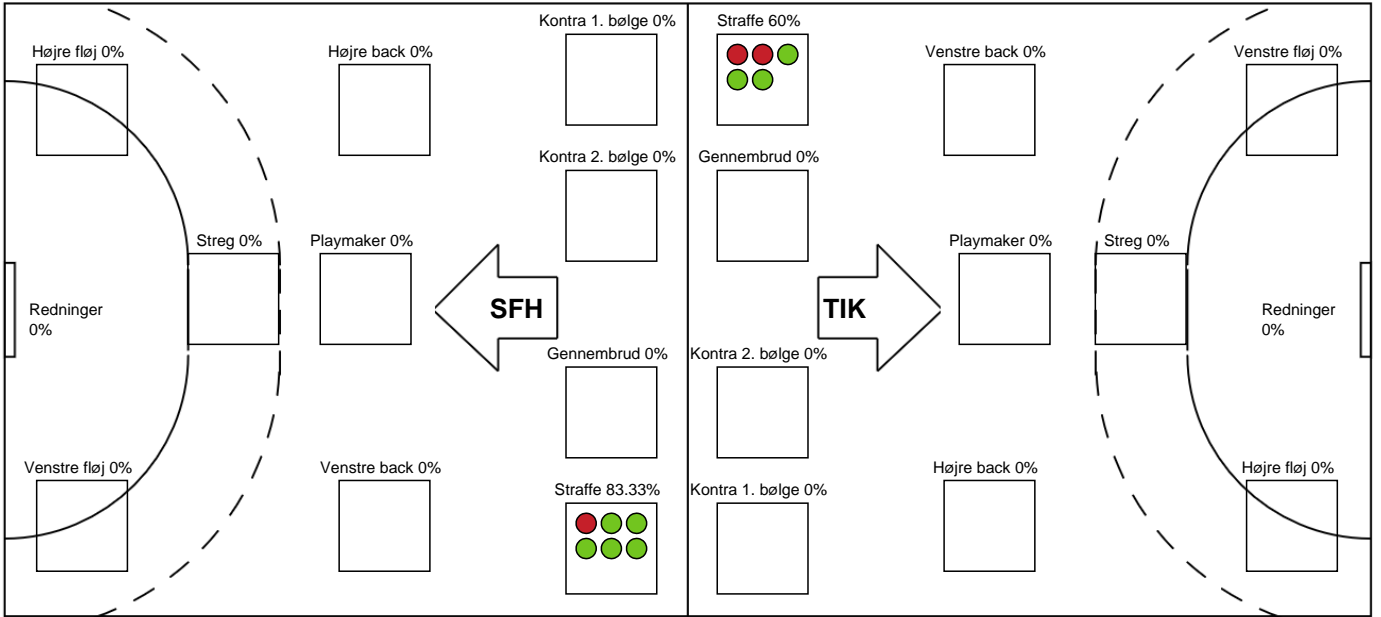 Kontra 1. bølge 0%
Straffe 60%
Højre fløj 0%
Højre back 0%
Venstre back 0%
Venstre fløj 0%
Kontra 2. bølge 0%
Gennembrud 0%
Streg 0%
Playmaker 0%
Playmaker 0%
Streg 0%
Redninger
0%
SFH
TIK
Redninger
0%
Gennembrud 0%
Kontra 2. bølge 0%
Venstre fløj 0%
Venstre back 0%
Højre back 0%
Højre fløj 0%
Straffe 83.33%
Kontra 1. bølge 0%